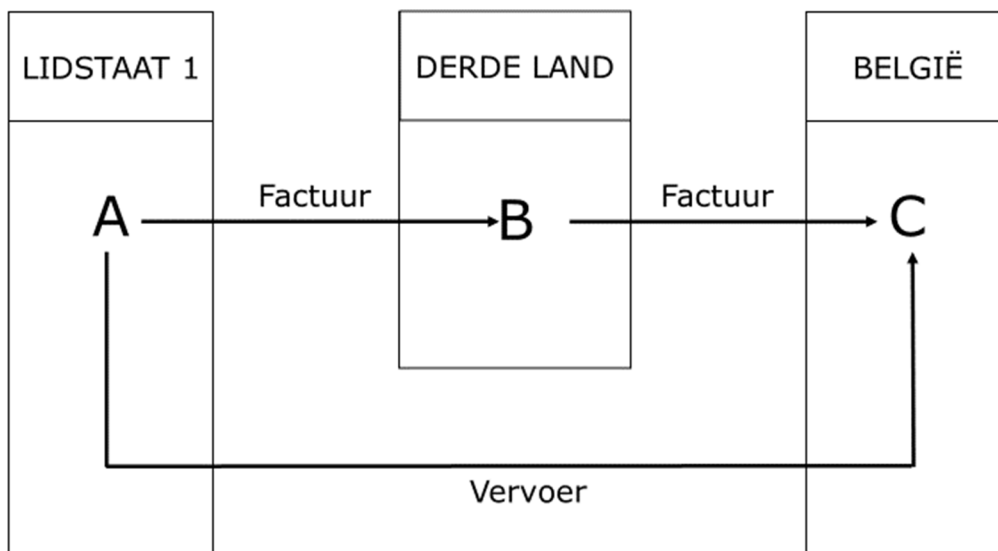 LIDSTAAT 1
DERDE LAND
BELGIË
Factuur
Factuur
A
B
C
Vervoer